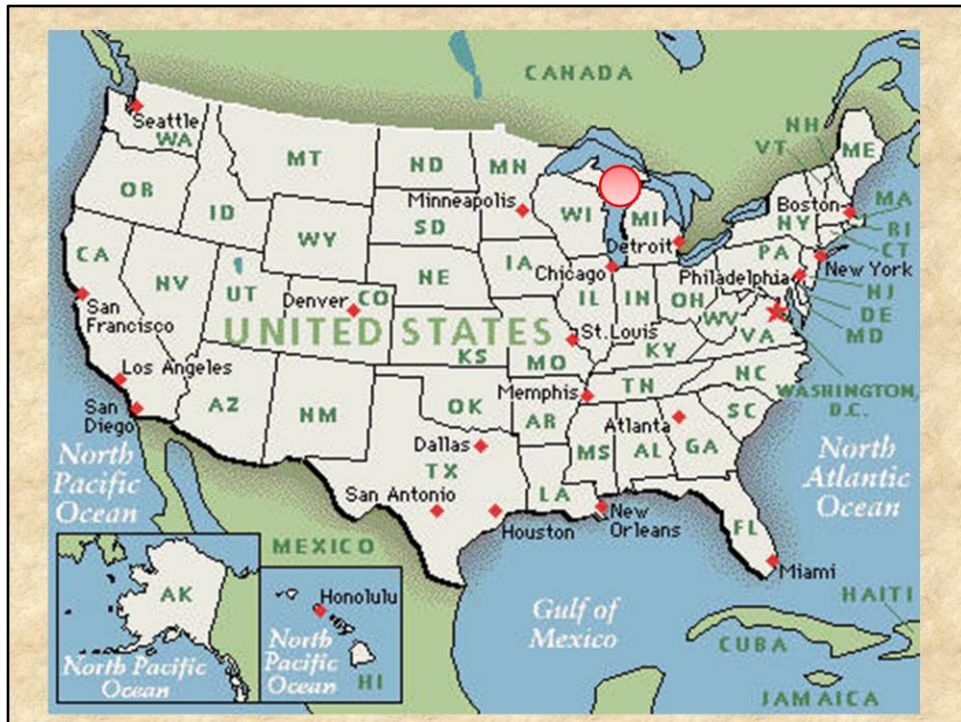 CANADA
NH
VT
ME
Seattle
WA
MT
ND
MN
OR
Minneapolis
WI
MI
Boston
MA
NY
RI
ID
SD
WY
Detroit
CT
CA
IA
Chicago
PA
New York
NE
Philadelphia
NV
UT
Denver
CO
IL
IN
OH
NJ
San
Francisco
WV
DE
UNITED STATES
St. Louis
VA
MD
KS
MO
KY
Los Angeles
NC
TN
WASHINGTON,
D.C.
Memphis
AZ
NM
OK
AR
SC
San
Diego
Atlanta
Dallas
MS
AL
GA
North
Pacific
Ocean
North
Atlantic
Ocean
TX
San Antonio
LA
New
Orleans
Houston
FL
MEXICO
Miami
AK
Honolulu
Gulf of
Mexico
HAITI
CUBA
North Pacific
Ocean
North
Pacific
Ocean
HI
JAMAICA